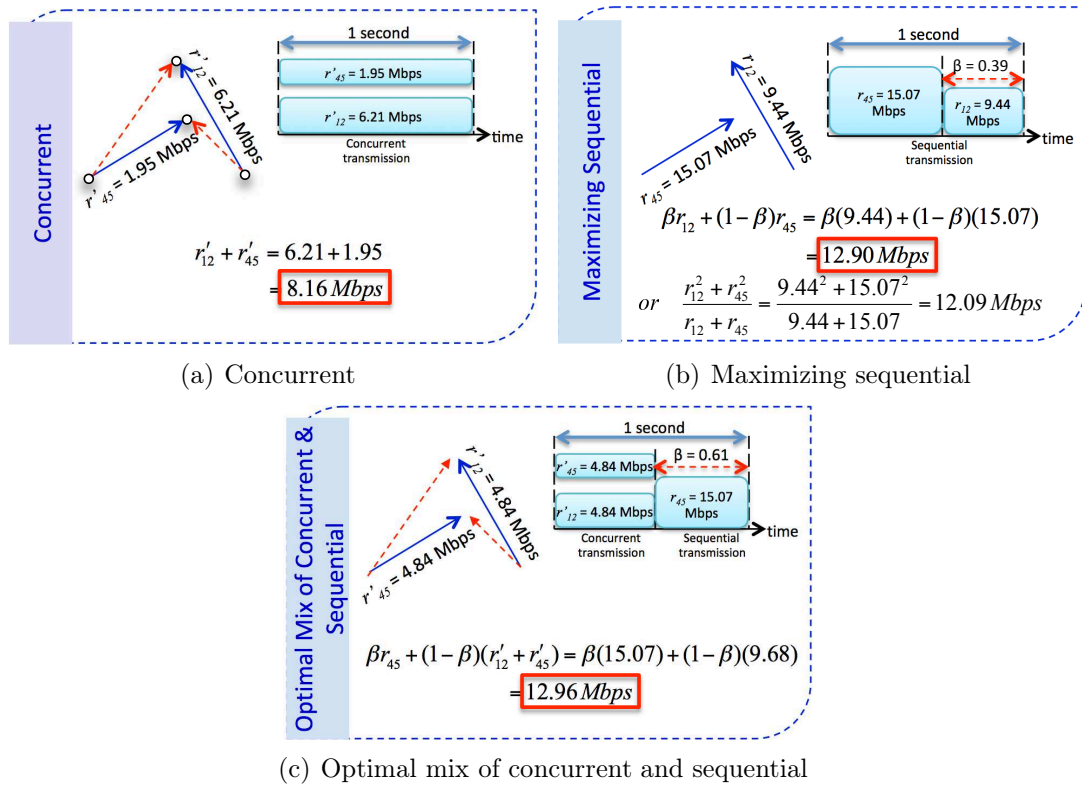 Concurrent
r'12 = 6.21 Mbps
r'45 = 1.95 Mbps
1 second
r'45 = 1.95 Mbps
r'12 = 6.21 Mbps
time
Concurrent
transmission
r′12 + r′45 = 6.21 + 1.95
= 8.16 Mbps
(a) Concurrent
Maximizing Sequential
r12 = 9.44 Mbps
r45 = 15.07 Mbps
1 second
β = 0.39
r45 = 15.07
Mbps
r12 = 9.44
Mbps
time
Sequential
transmission
βr12 + (1 − β)r45 = β(9.44) + (1 − β)(15.07)
= 12.90 Mbps
or (r12² + r45²) / (r12 + r45) = (9.44² + 15.07²) / (9.44 + 15.07) = 12.09 Mbps
(b) Maximizing sequential
Optimal Mix of Concurrent &
Sequential
r'12 = 4.84 Mbps
r'45 = 4.84 Mbps
1 second
β = 0.61
r'45 = 4.84 Mbps
r'12 = 4.84 Mbps
r45 = 15.07
Mbps
time
Concurrent
transmission
Sequential
transmission
βr45 + (1 − β)(r′12 + r′45) = β(15.07) + (1 − β)(9.68)
= 12.96 Mbps
(c) Optimal mix of concurrent and sequential